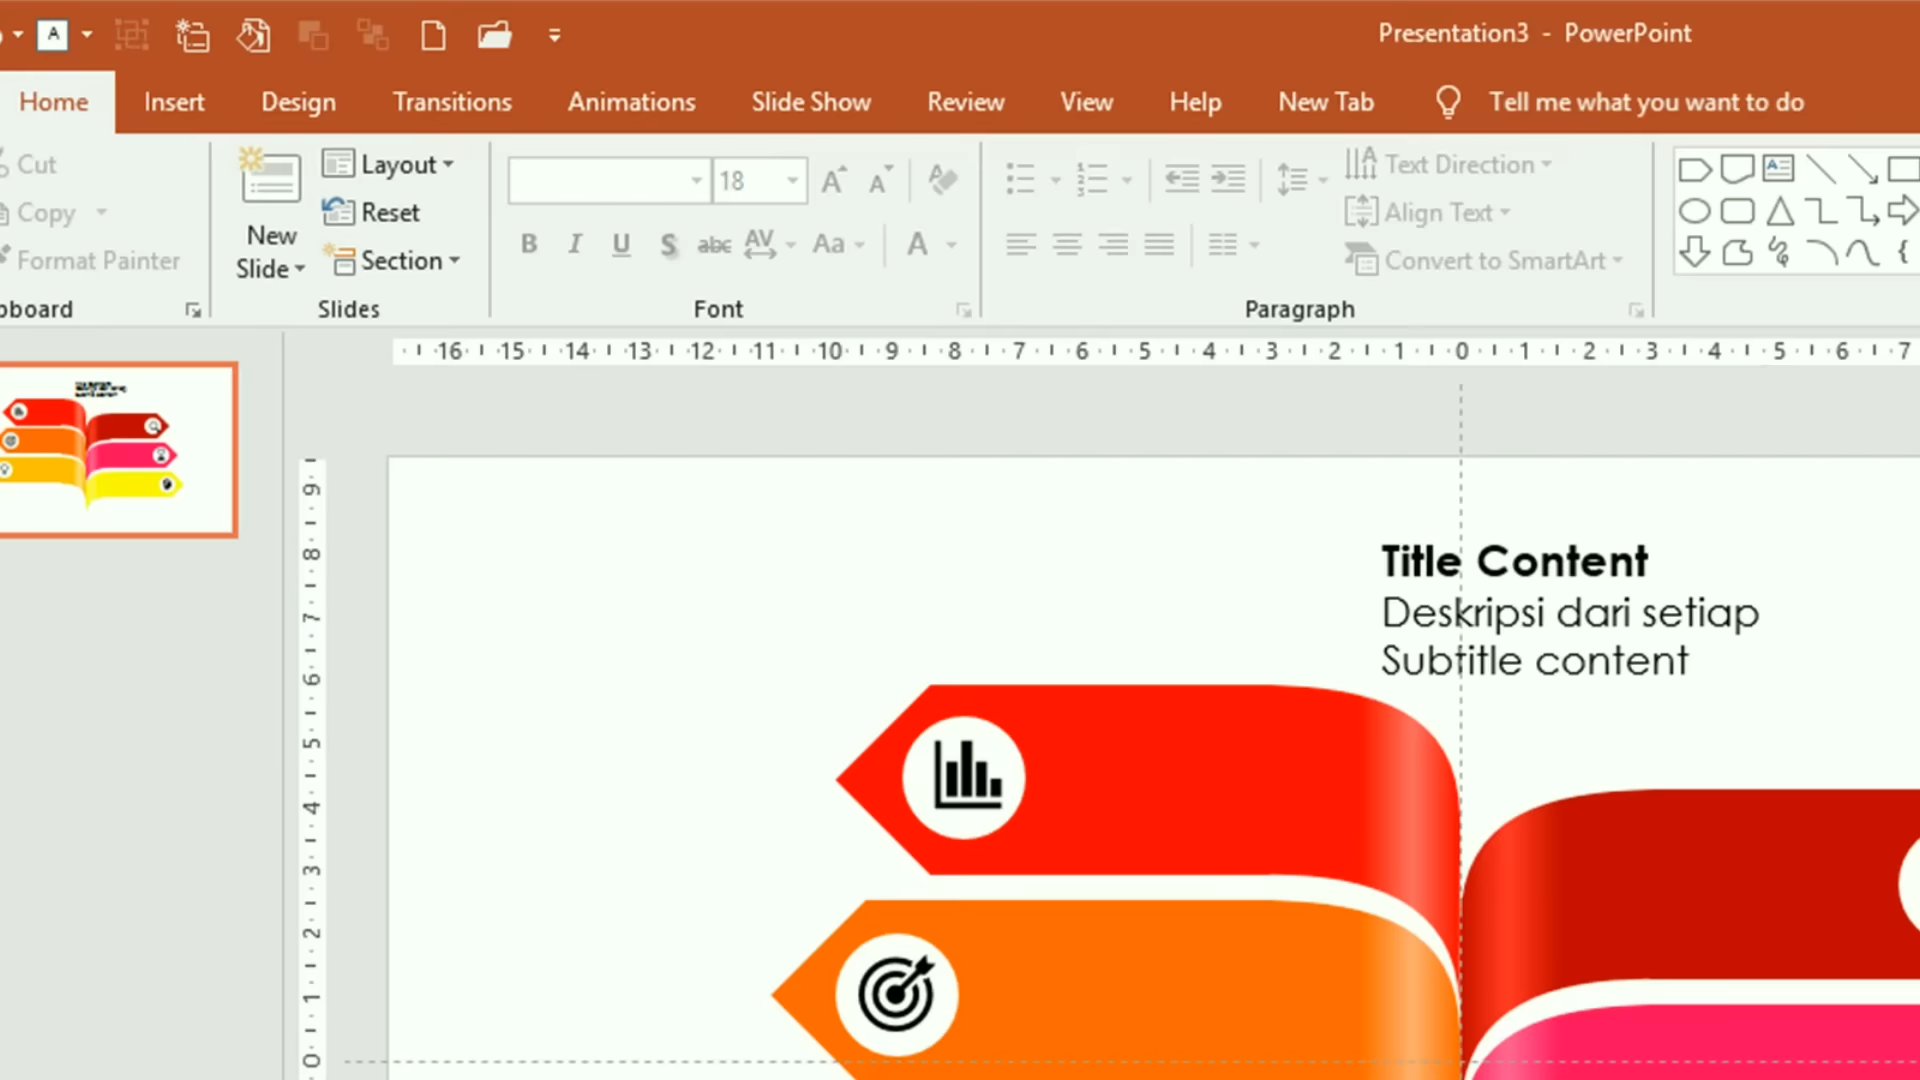 A
Presentation3 - PowerPoint
Home Insert Design Transitions Animations Slide Show Review View Help New Tab Tell me what you want to do
Cut
Copy
Format Painter
New Slide
Layout
Reset
Section
Slides
18
B I U S abc AV Aa A
Font
Text Direction
Align Text
Convert to SmartArt
Paragraph
16 15 14 13 12 11 10 9 8 7 6 5 4 3 2 1 0 1 2 3 4 5 6 7
9 8 7 6 5 4 3 2 1 0
Title Content
Deskripsi dari setiap
Subtitle content